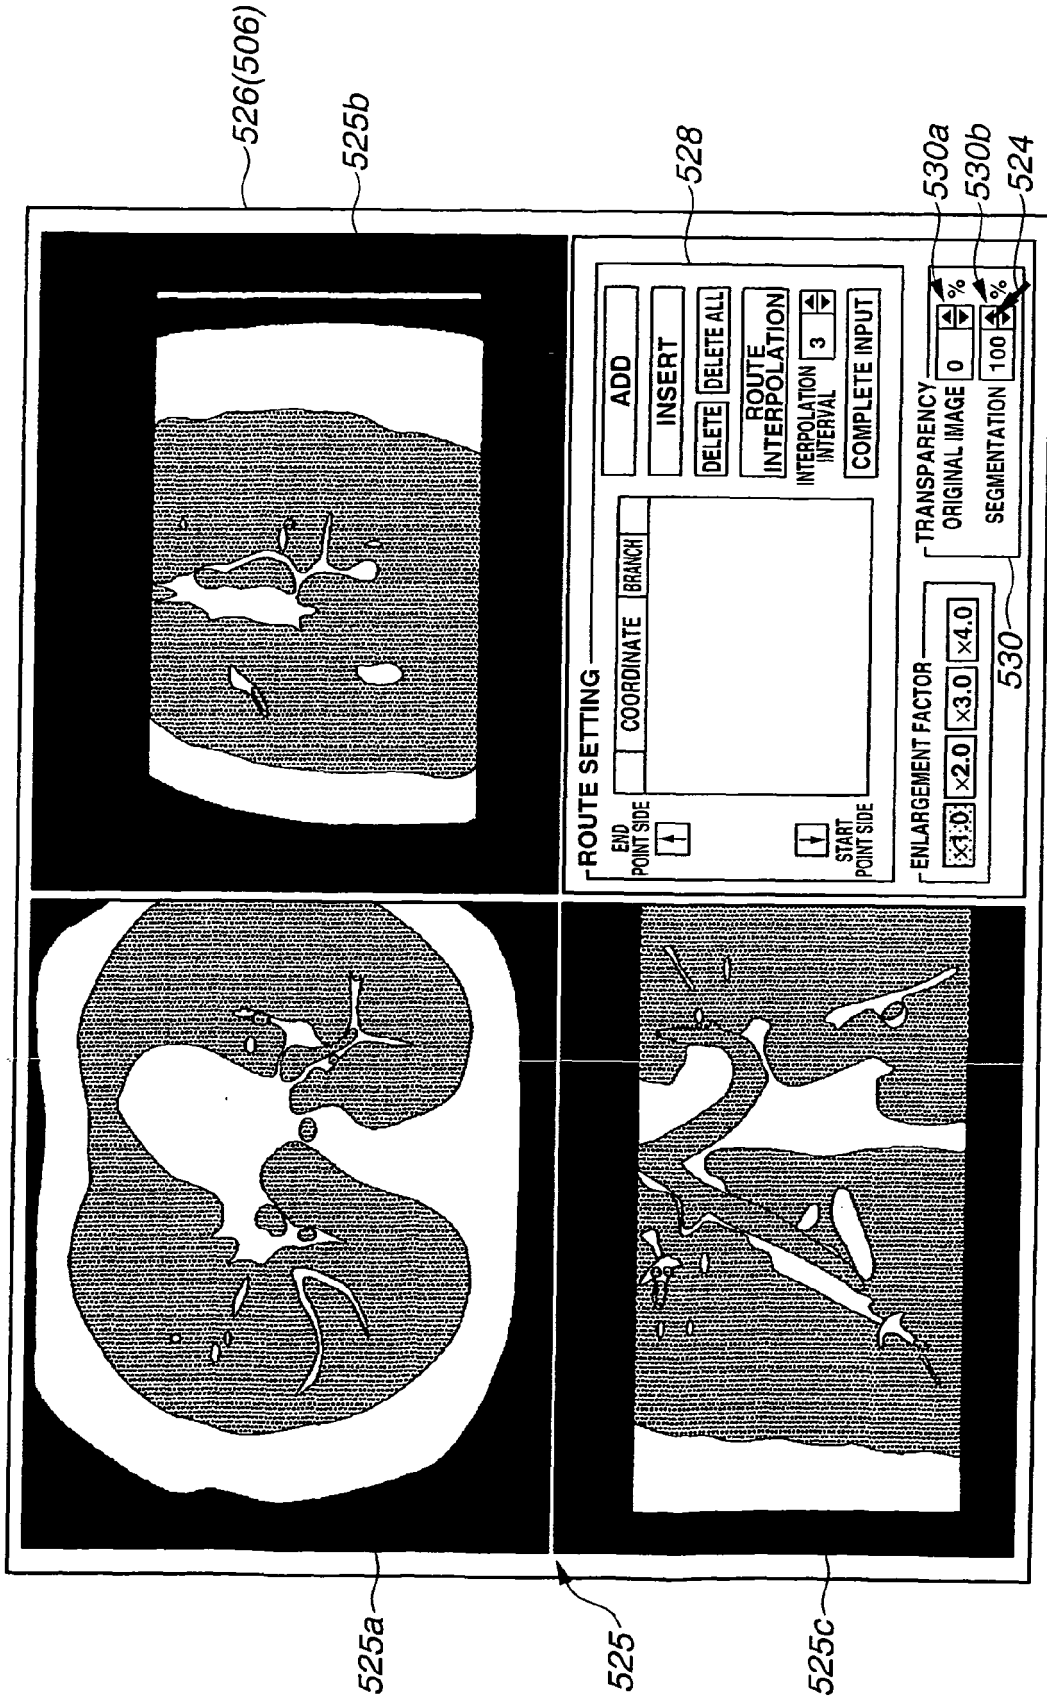 526(506)
525b
525a
525
525c
528
530a
530b
524
530
ROUTE SETTING
END
POINT SIDE
↑
↓
START
POINT SIDE
COORDINATE BRANCH
ADD
INSERT
DELETE DELETE ALL
ROUTE
INTERPOLATION
INTERPOLATION
INTERVAL 3
COMPLETE INPUT
ENLARGEMENT FACTOR
×1.0 ×2.0 ×3.0 ×4.0
TRANSPARENCY
ORIGINAL IMAGE 0 %
SEGMENTATION 100 %